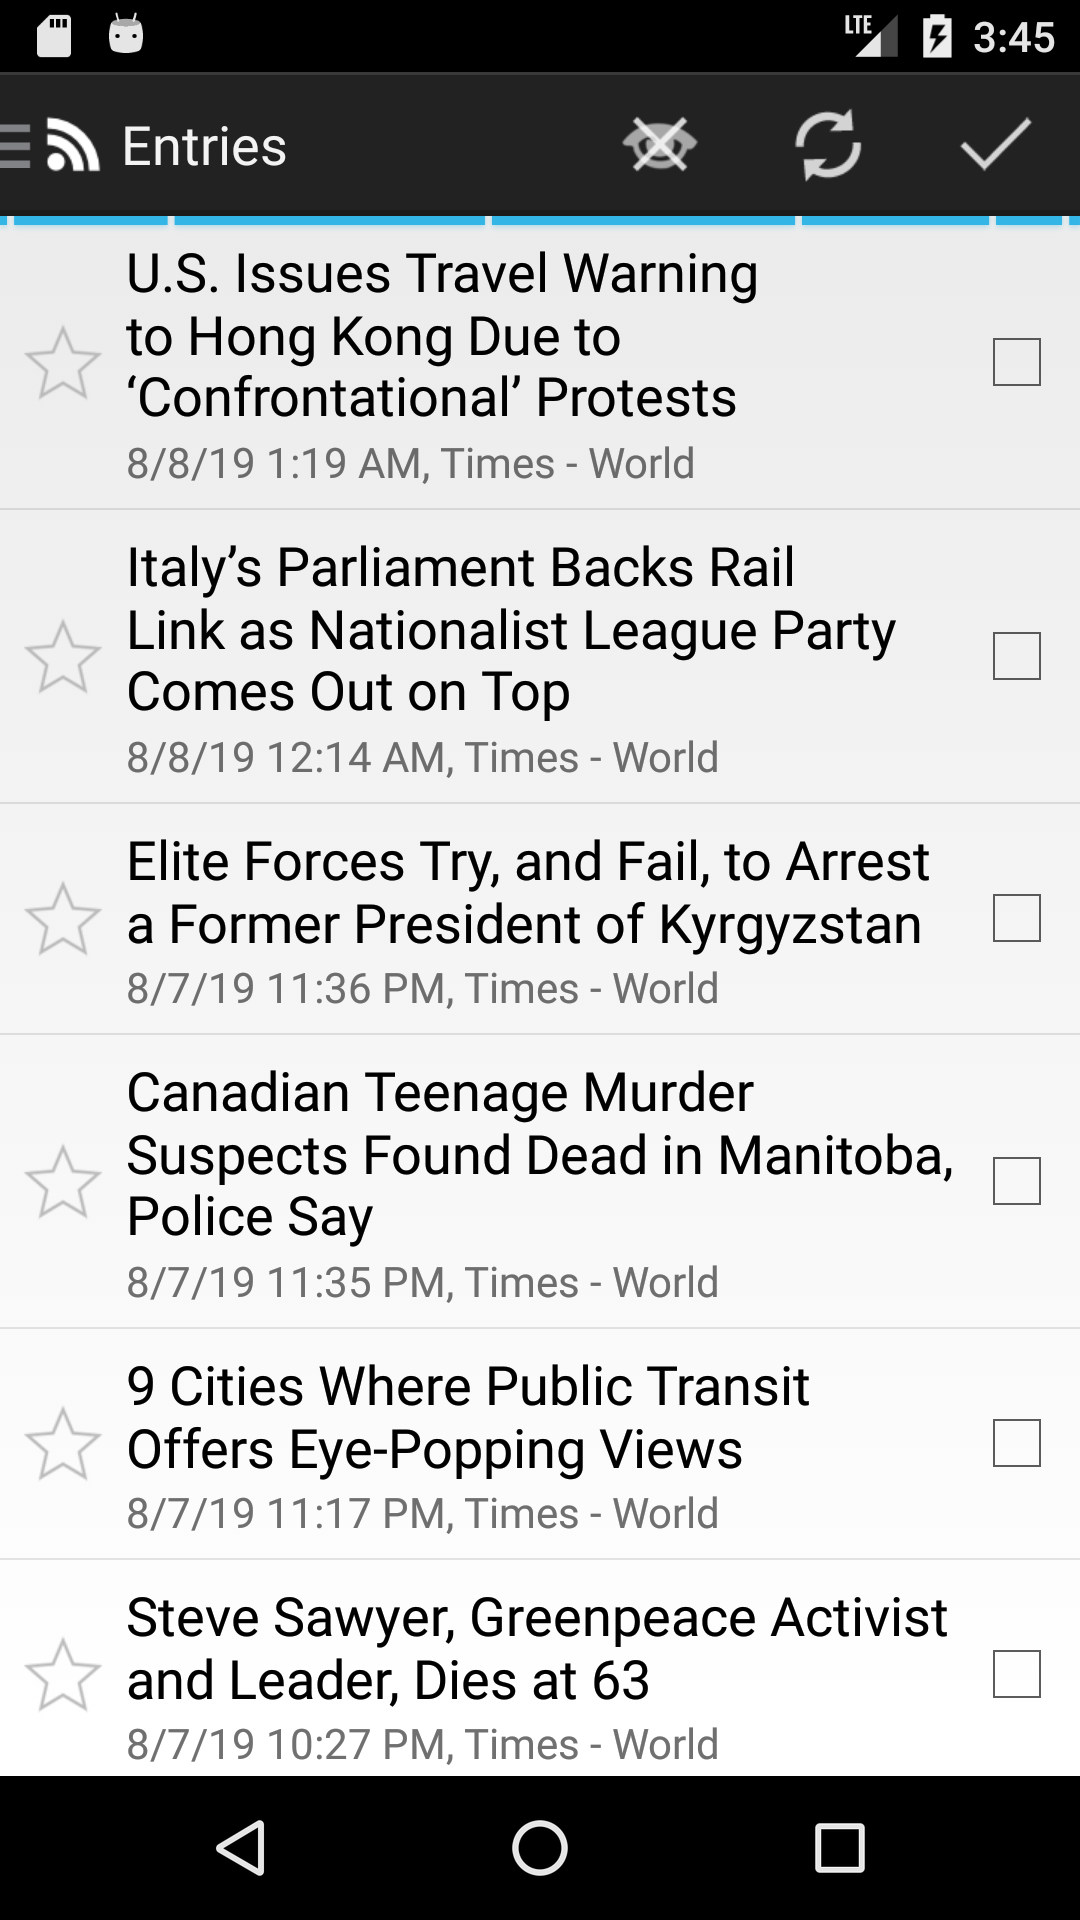 LTE 3:45
Entries
U.S. Issues Travel Warning
to Hong Kong Due to
‘Confrontational’ Protests
8/8/19 1:19 AM, Times - World
Italy’s Parliament Backs Rail
Link as Nationalist League Party
Comes Out on Top
8/8/19 12:14 AM, Times - World
Elite Forces Try, and Fail, to Arrest
a Former President of Kyrgyzstan
8/7/19 11:36 PM, Times - World
Canadian Teenage Murder
Suspects Found Dead in Manitoba,
Police Say
8/7/19 11:35 PM, Times - World
9 Cities Where Public Transit
Offers Eye-Popping Views
8/7/19 11:17 PM, Times - World
Steve Sawyer, Greenpeace Activist
and Leader, Dies at 63
8/7/19 10:27 PM, Times - World